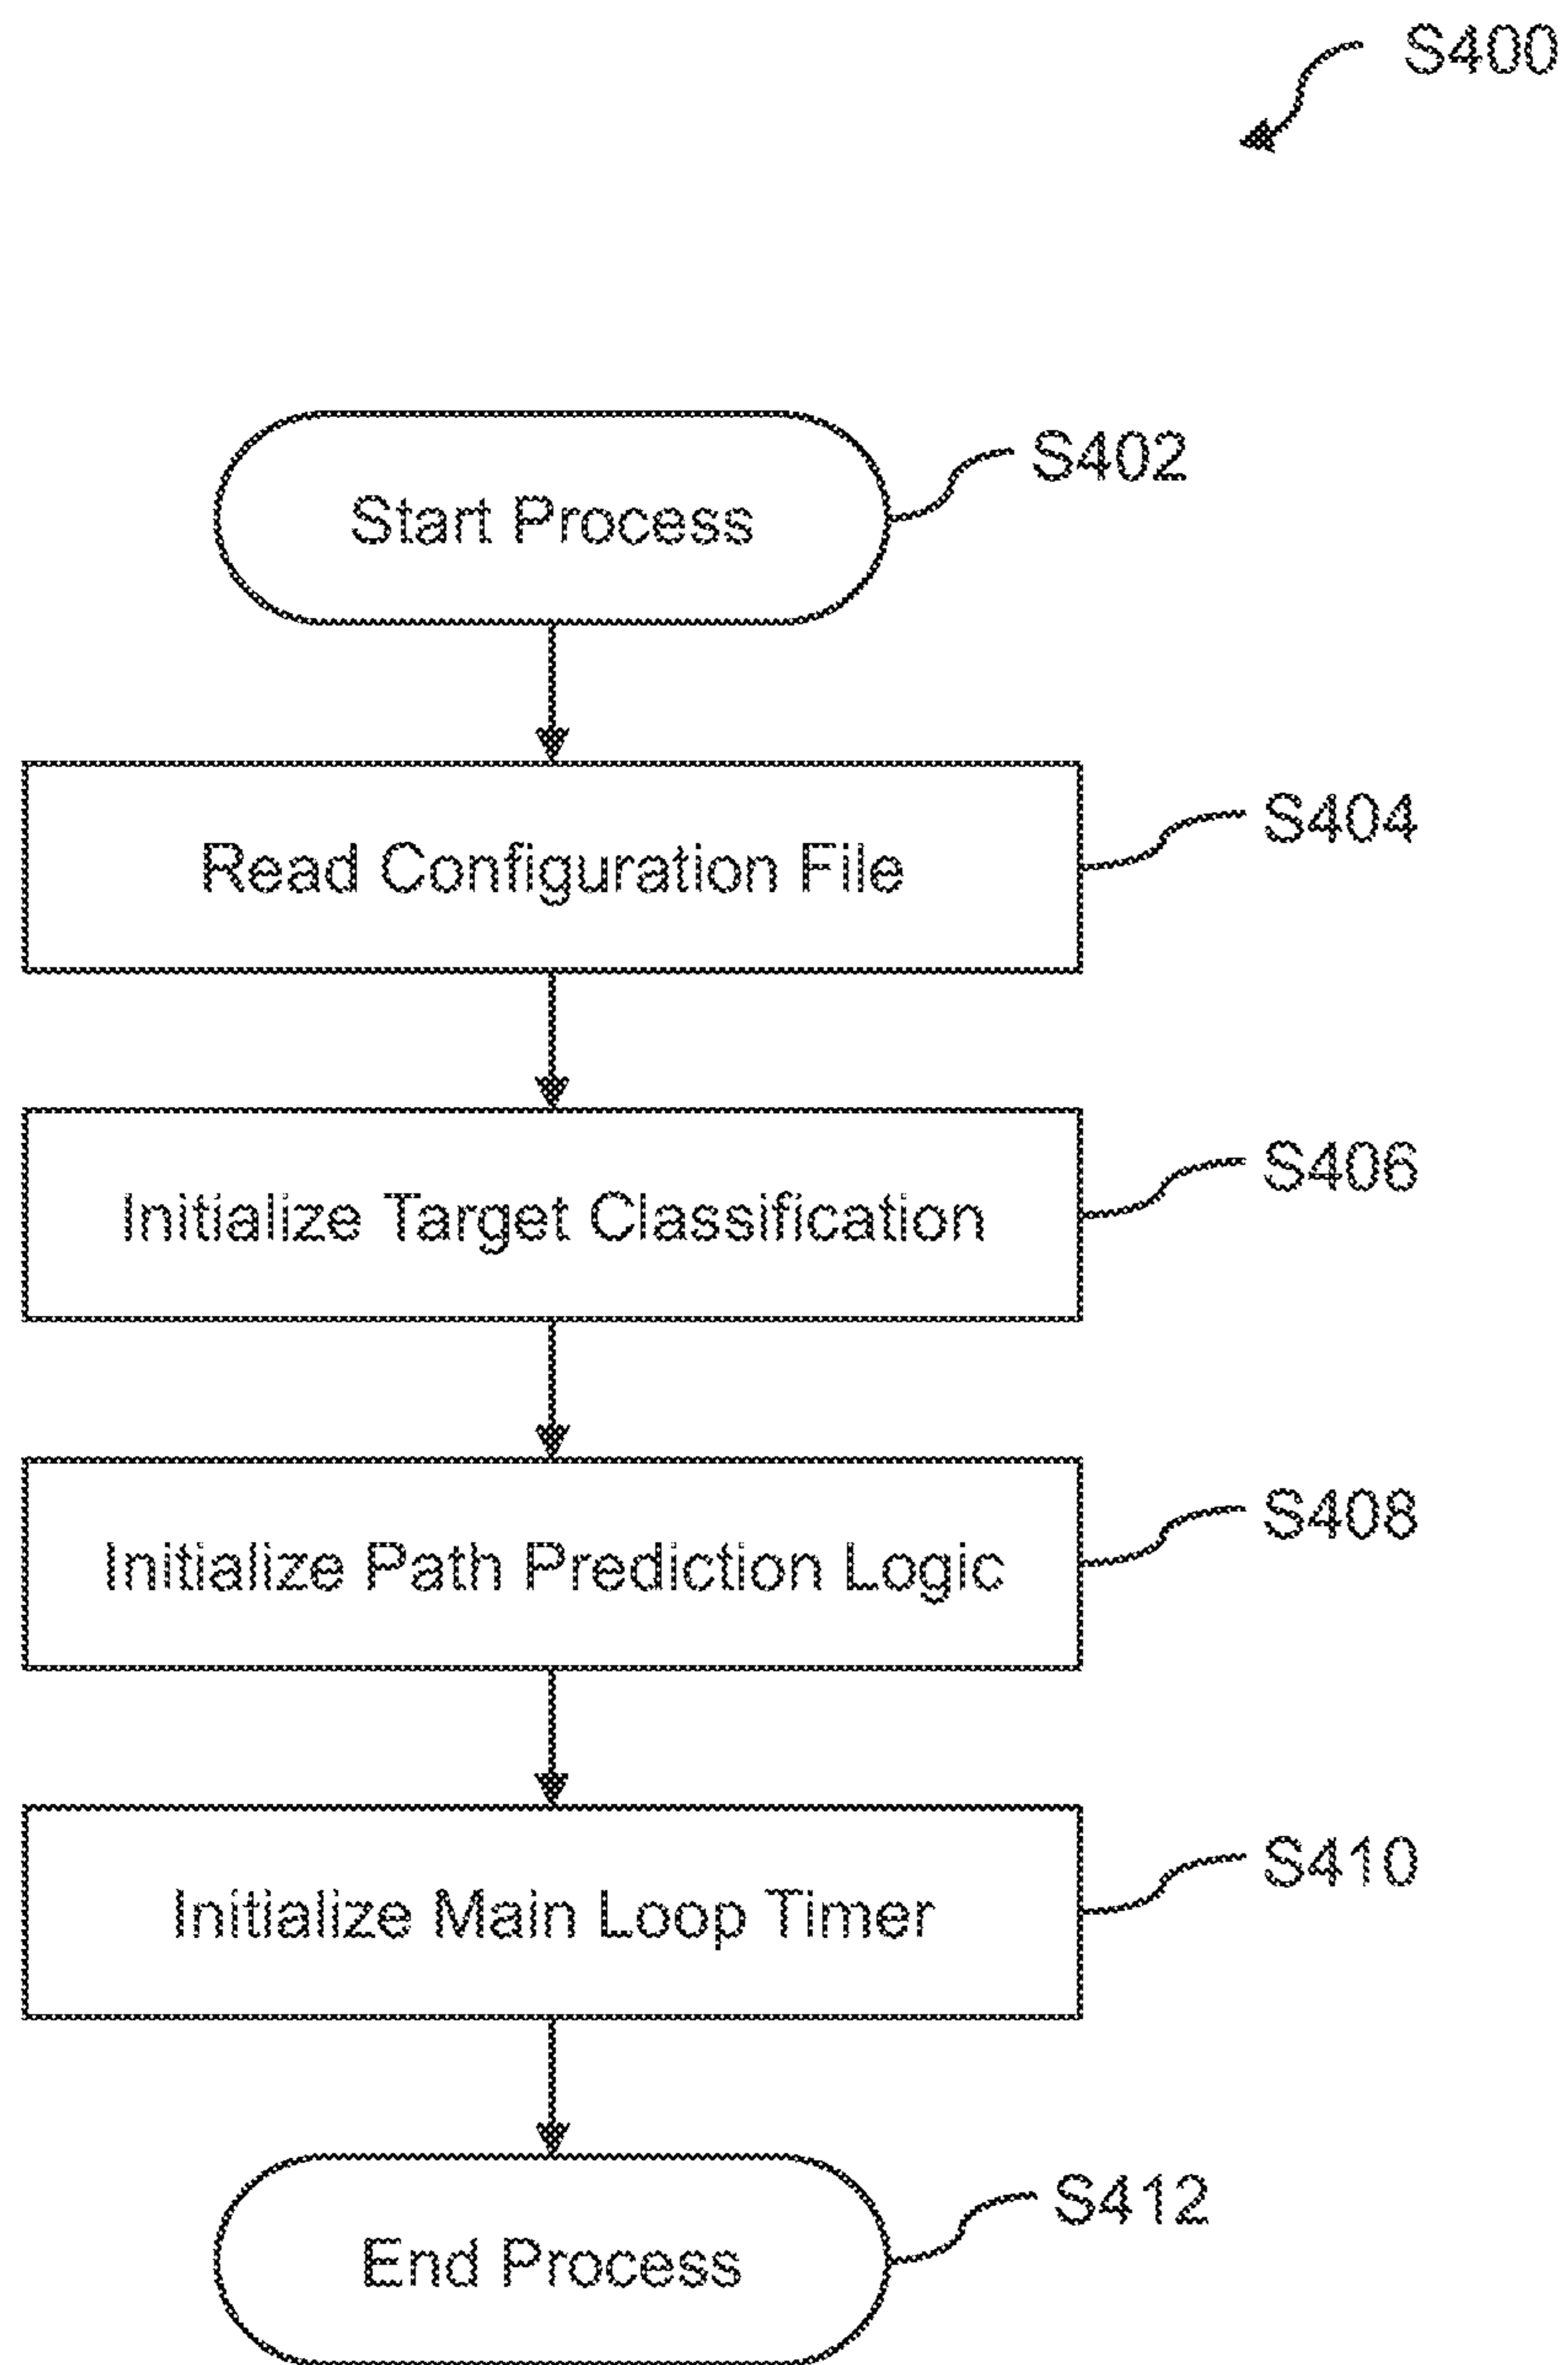 S400
Start Process
S402
Read Configuration File
S404
Initialize Target Classification
S406
Initialize Path Prediction Logic
S408
Initialize Main Loop Timer
S410
End Process
S412